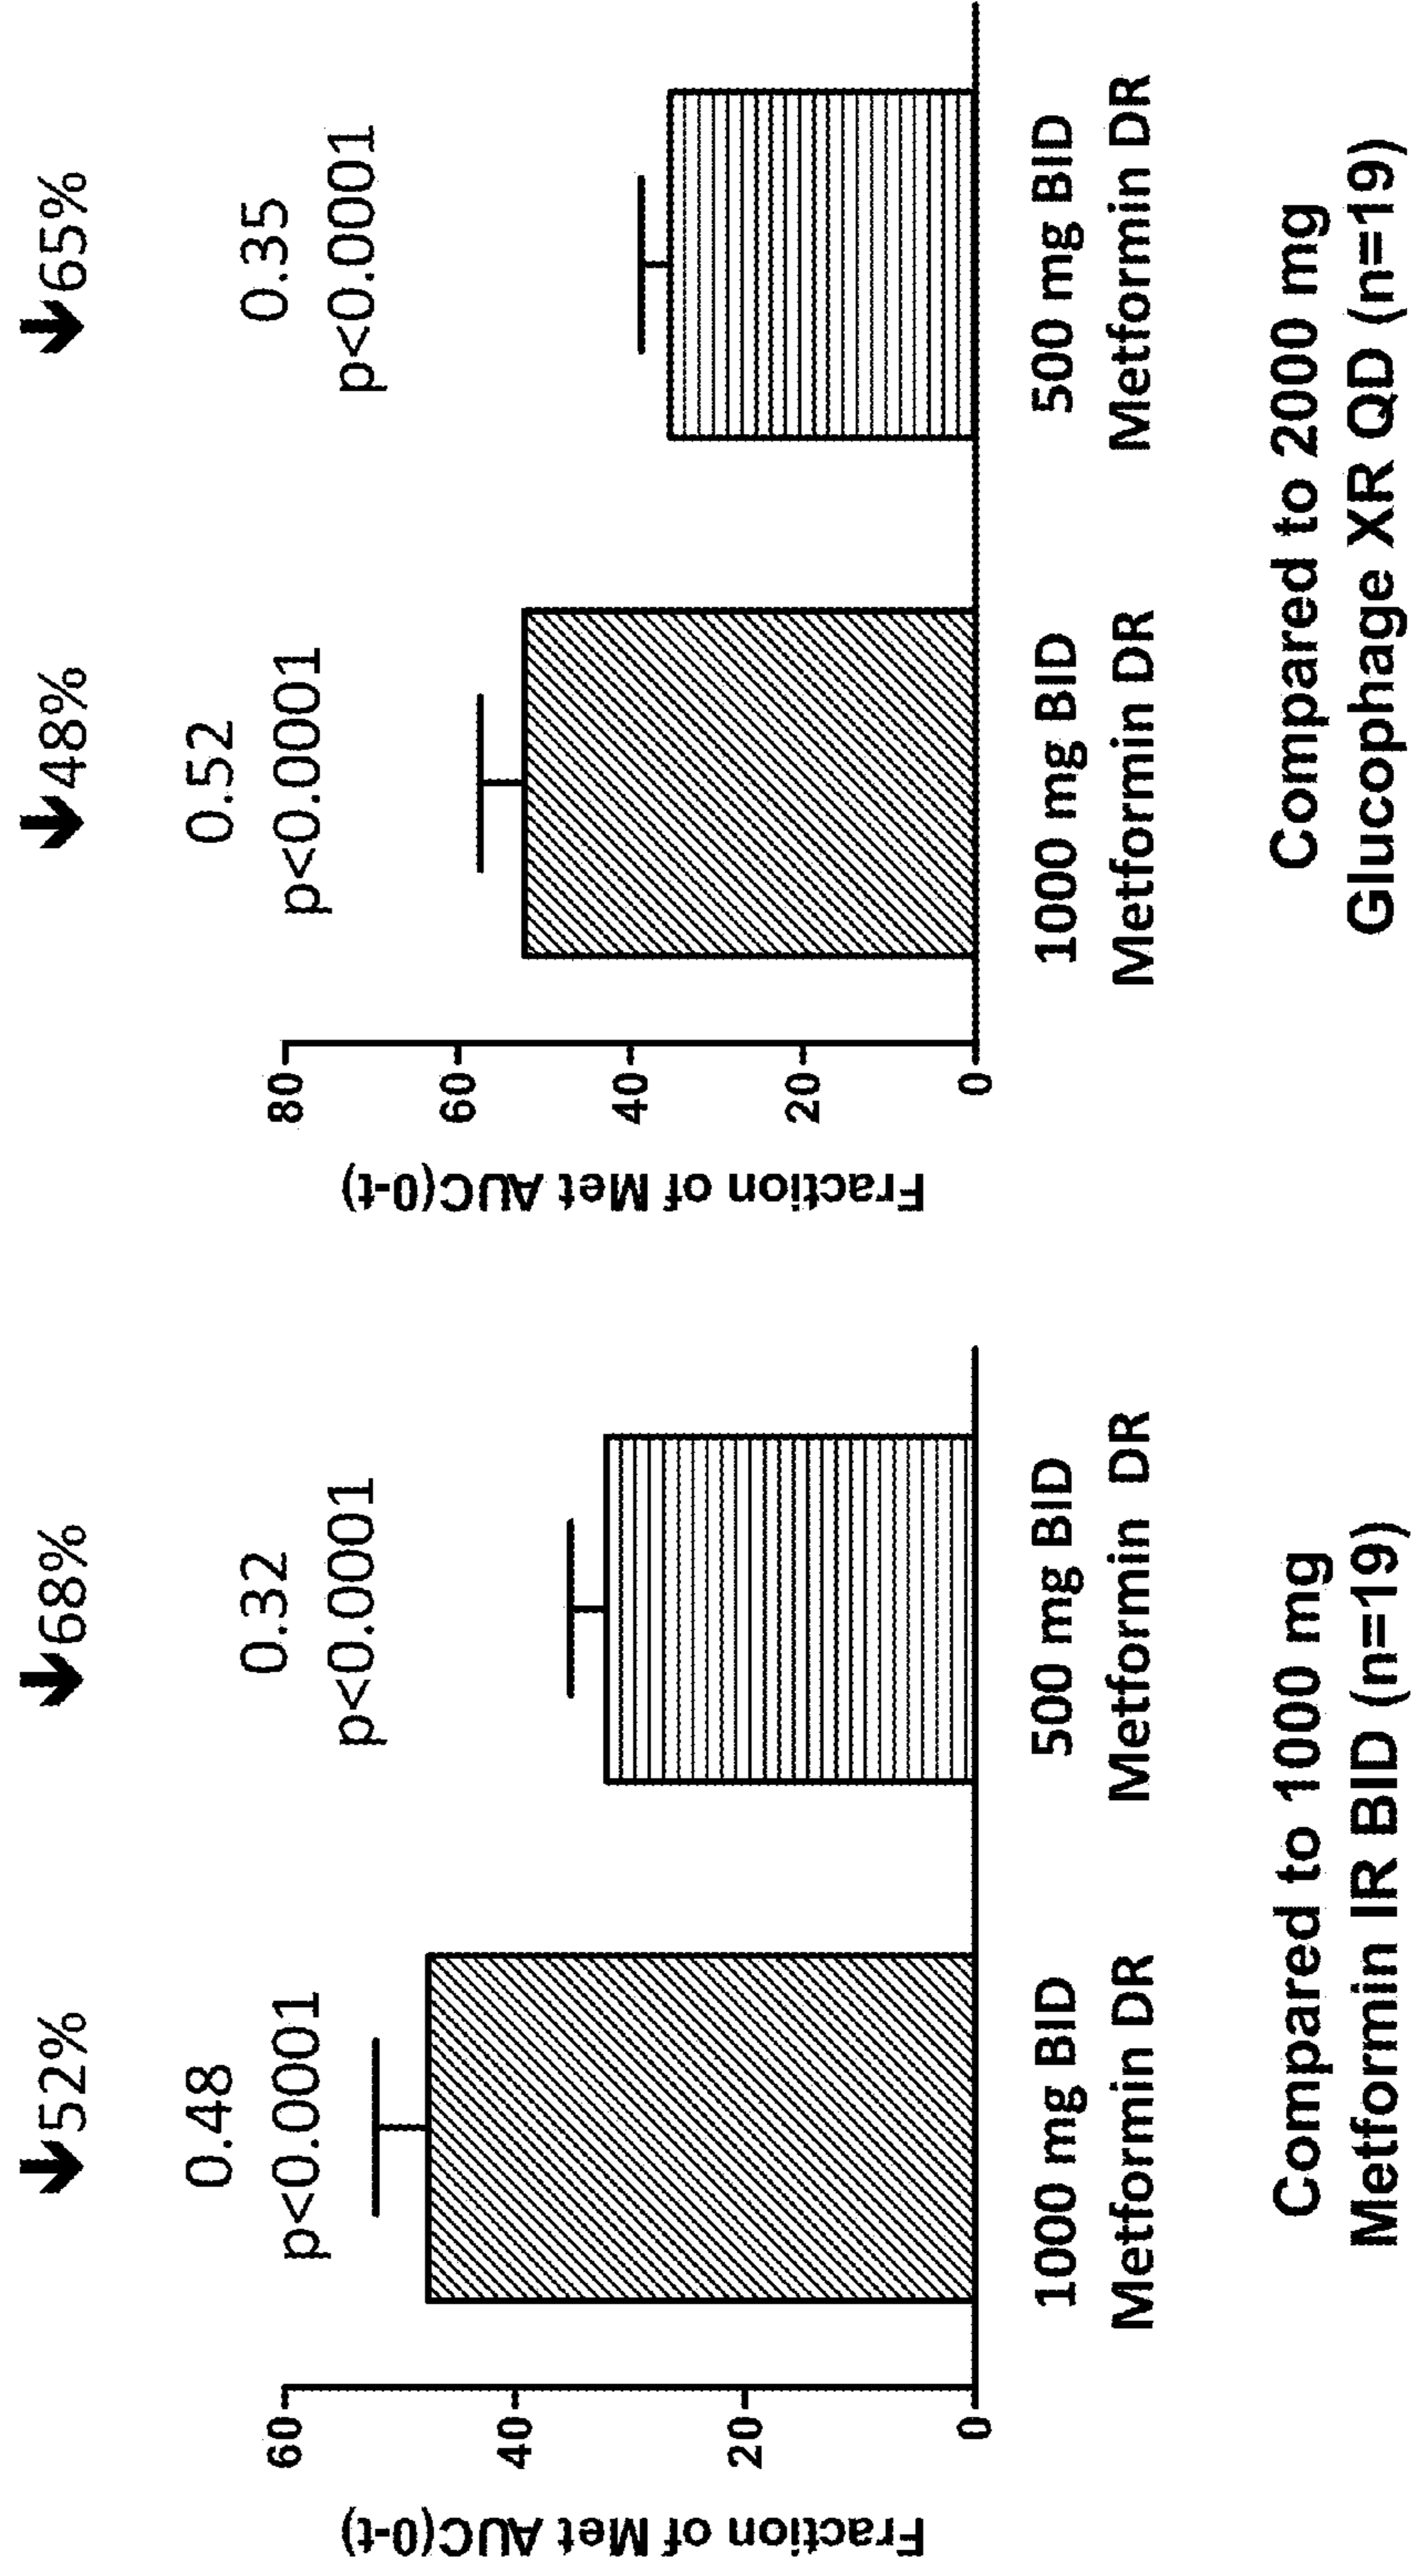 ↓52%
0.48
p<0.0001
↓68%
0.32
p<0.0001
Fraction of Met AUC(0-t)
60
40
20
0
1000 mg BID
Metformin DR
500 mg BID
Metformin DR
Compared to 1000 mg
Metformin IR BID (n=19)
↓48%
0.52
p<0.0001
↓65%
0.35
p<0.0001
Fraction of Met AUC(0-t)
80
60
40
20
0
1000 mg BID
Metformin DR
500 mg BID
Metformin DR
Compared to 2000 mg
Glucophage XR QD (n=19)